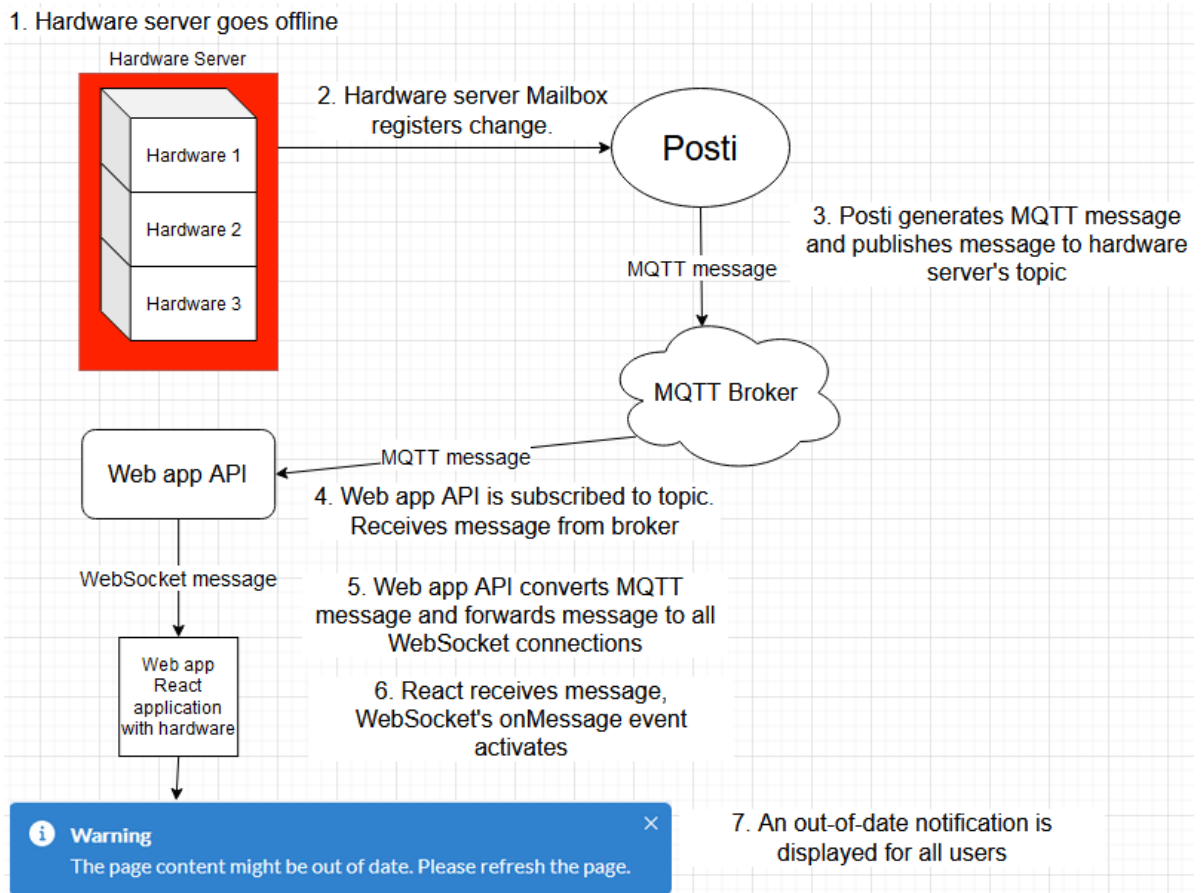 1. Hardware server goes offline
Hardware Server
Hardware 1
Hardware 2
Hardware 3
2. Hardware server Mailbox
registers change.
Posti
3. Posti generates MQTT message
and publishes message to hardware
server's topic
MQTT message
MQTT Broker
MQTT message
Web app API
4. Web app API is subscribed to topic.
Receives message from broker
WebSocket message
5. Web app API converts MQTT
message and forwards message to all
WebSocket connections
Web app
React
application
with hardware
6. React receives message,
WebSocket's onMessage event
activates
Warning
The page content might be out of date. Please refresh the page.
7. An out-of-date notification is
displayed for all users